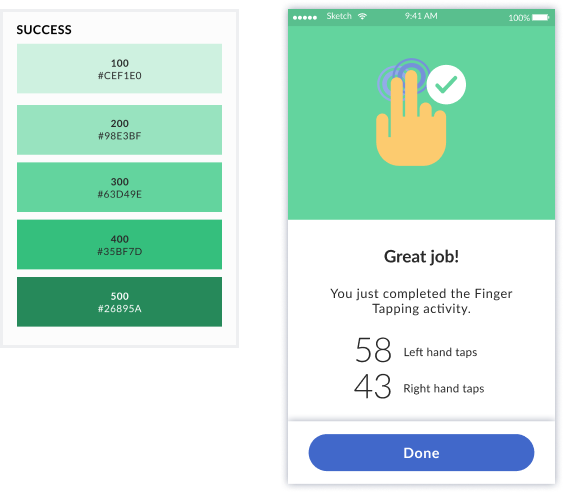 SUCCESS
100
#CEF1E0
200
#98E3BF
300
#63D49E
400
#35BF7D
500
#26895A
Sketch 9:41 AM 100%
Great job!
You just completed the Finger
Tapping activity.
58 Left hand taps
43 Right hand taps
Done